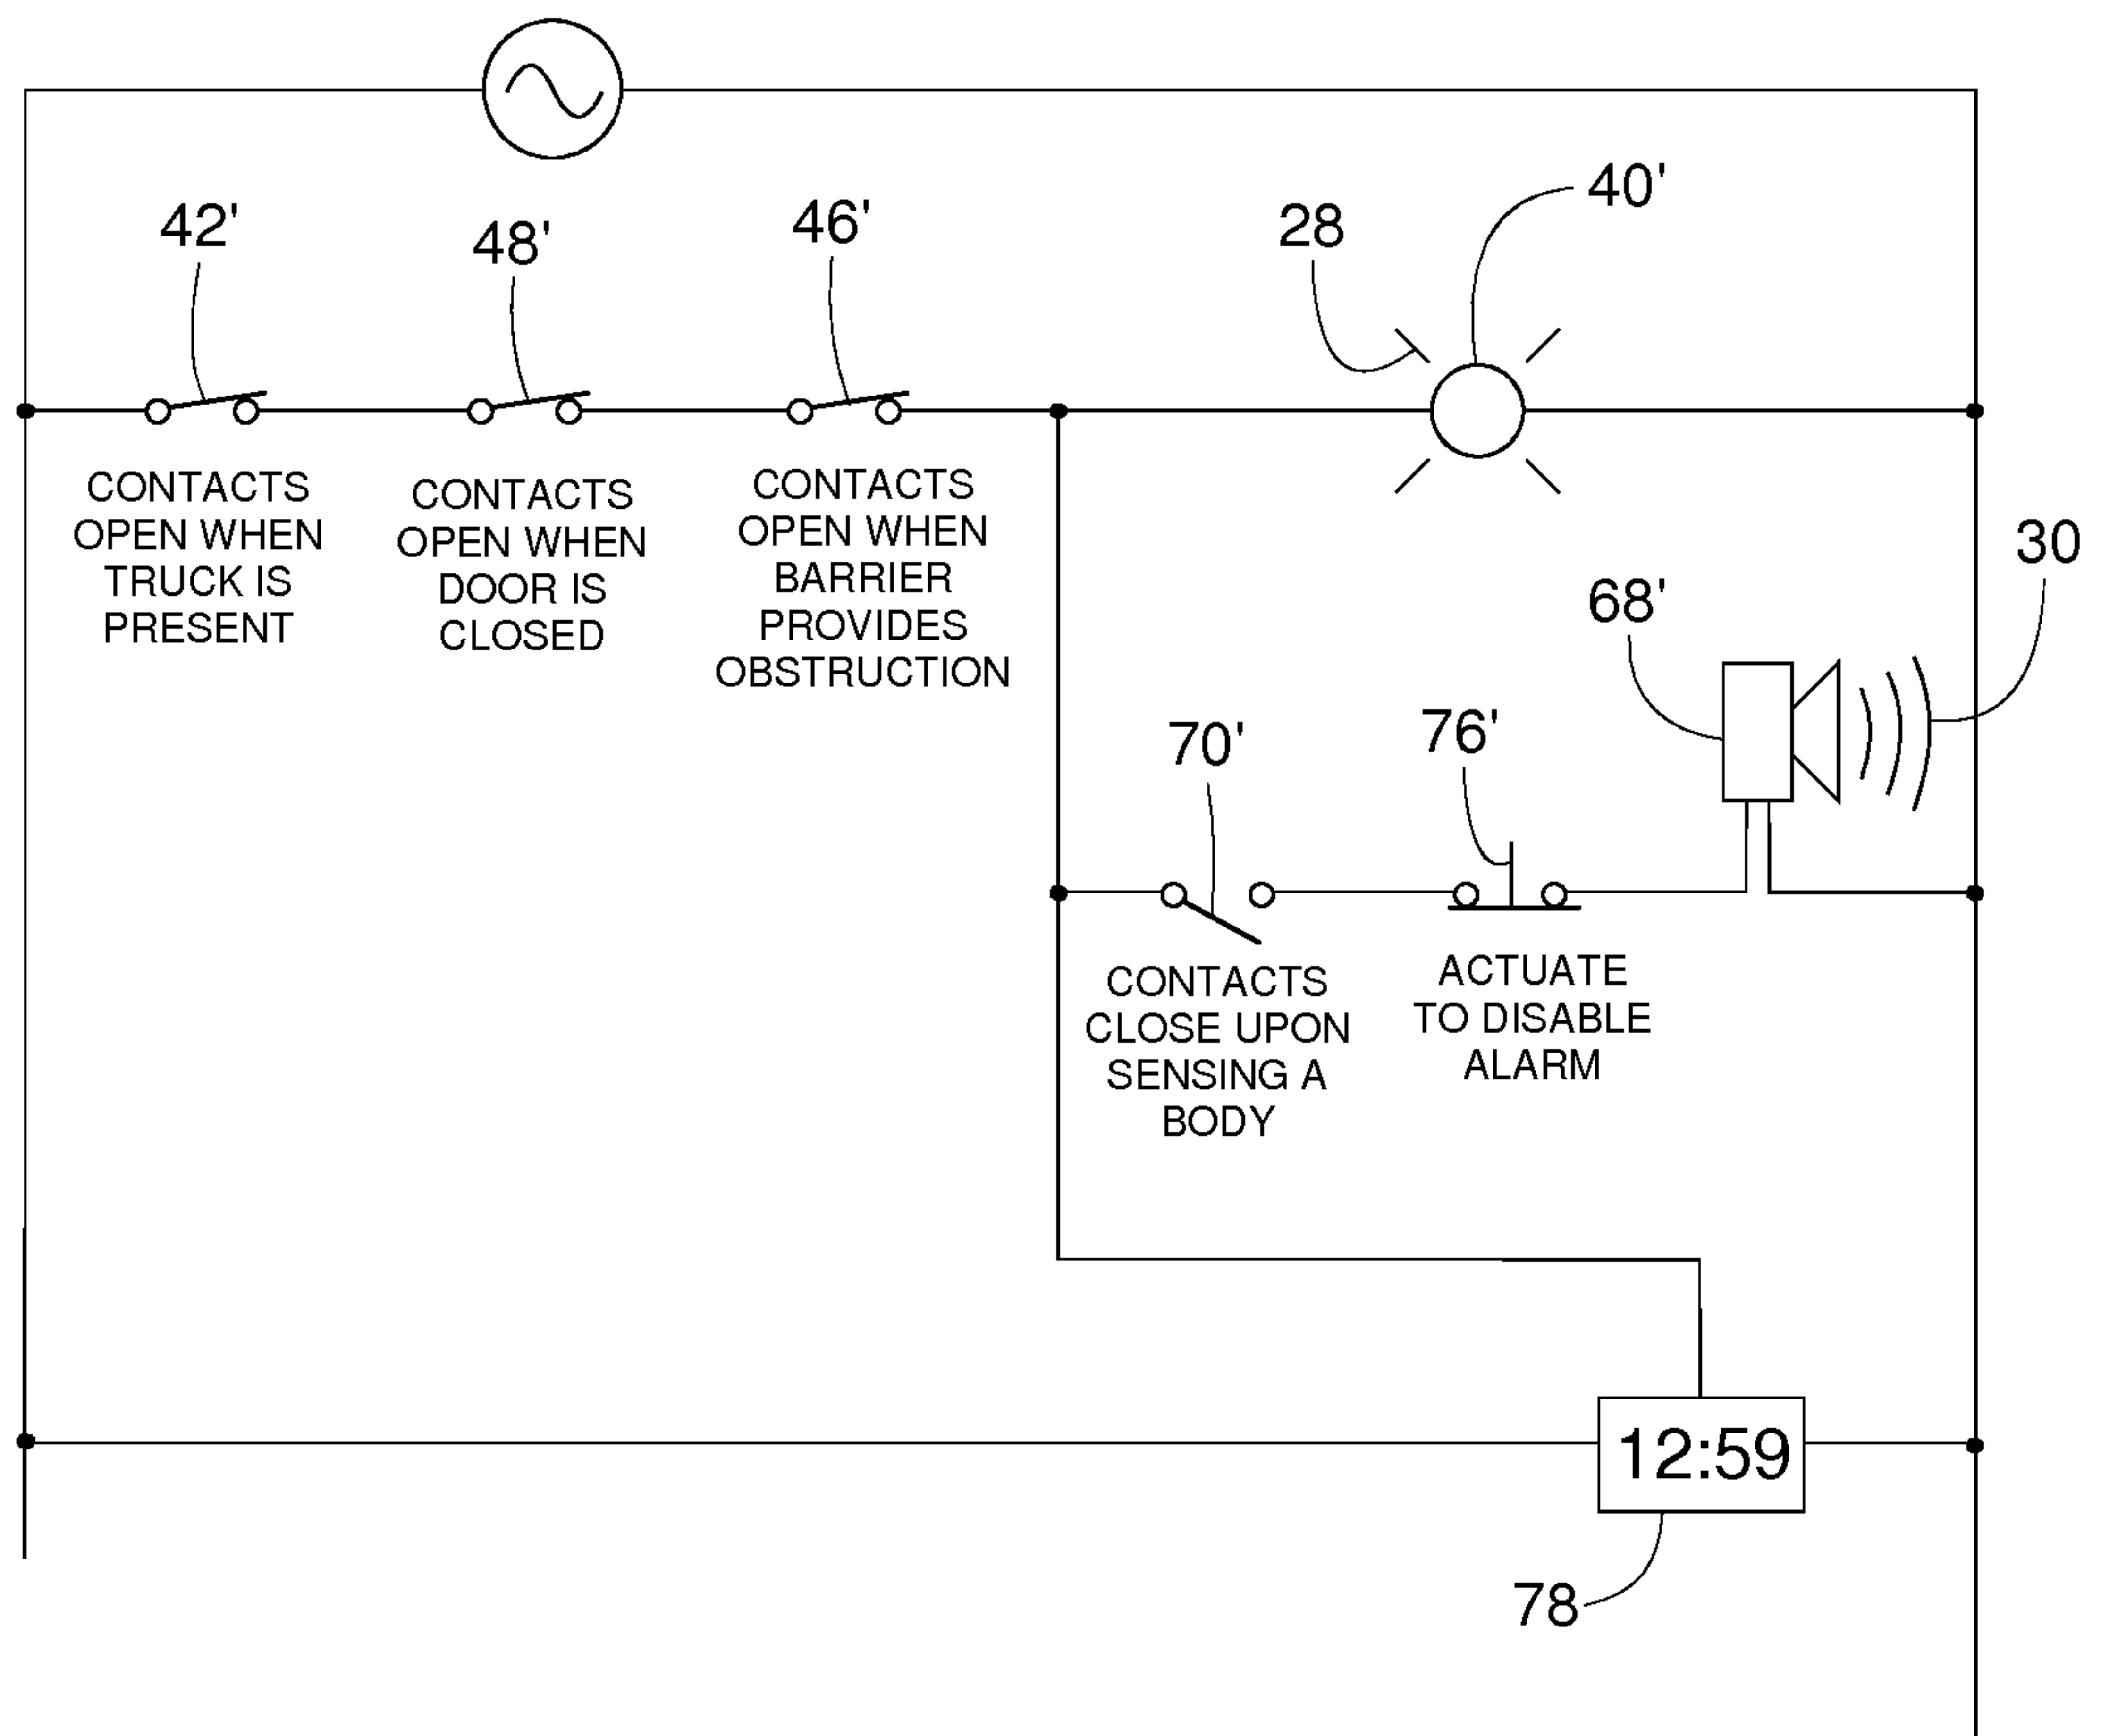 42'
48'
46'
28
40'
CONTACTS
OPEN WHEN
TRUCK IS
PRESENT
CONTACTS
OPEN WHEN
DOOR IS
CLOSED
CONTACTS
OPEN WHEN
BARRIER
PROVIDES
OBSTRUCTION
30
68'
70'
76'
CONTACTS
CLOSE UPON
SENSING A
BODY
ACTUATE
TO DISABLE
ALARM
12:59
78